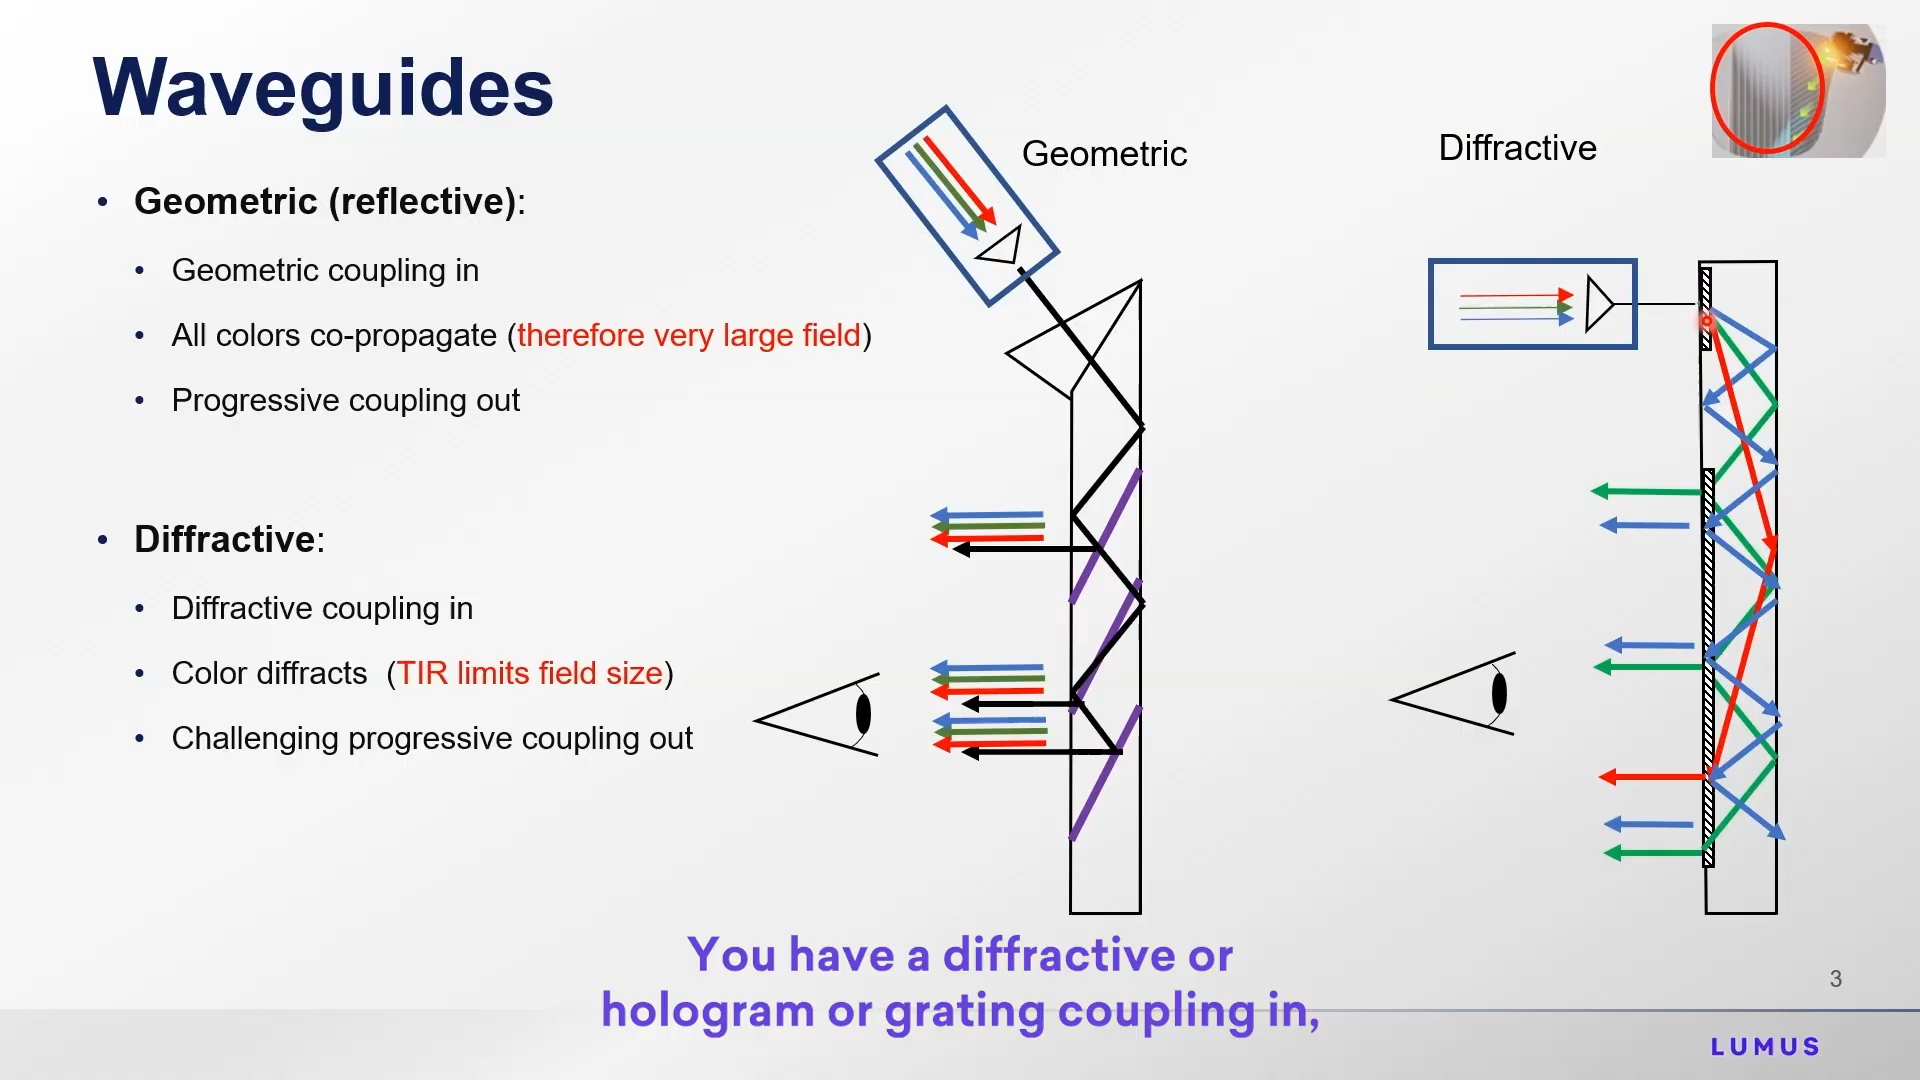 Waveguides
Geometric
Diffractive
• Geometric (reflective):
• Geometric coupling in
• All colors co-propagate (therefore very large field)
• Progressive coupling out
• Diffractive:
• Diffractive coupling in
• Color diffracts (TIR limits field size)
• Challenging progressive coupling out
You have a diffractive or
hologram or grating coupling in,
3
LUMUS